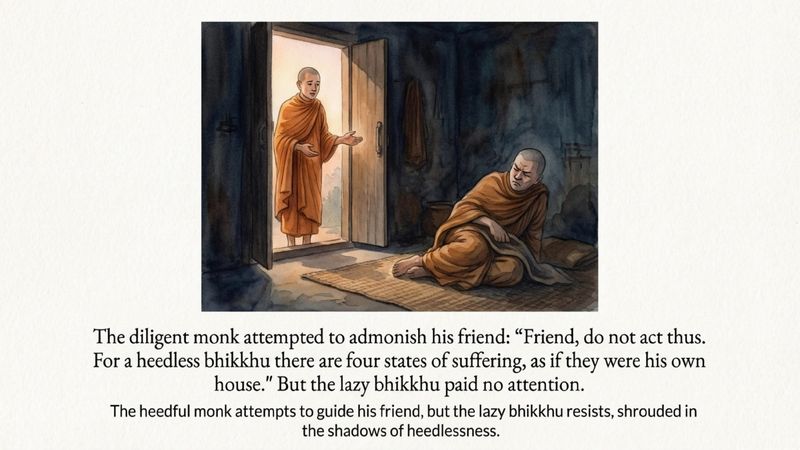 The diligent monk attempted to admonish his friend: “Friend, do not act thus.
For a heedless bhikkhu there are four states of suffering, as if they were his own
house." But the lazy bhikkhu paid no attention.
The heedful monk attempts to guide his friend, but the lazy bhikkhu resists, shrouded in
the shadows of heedlessness.